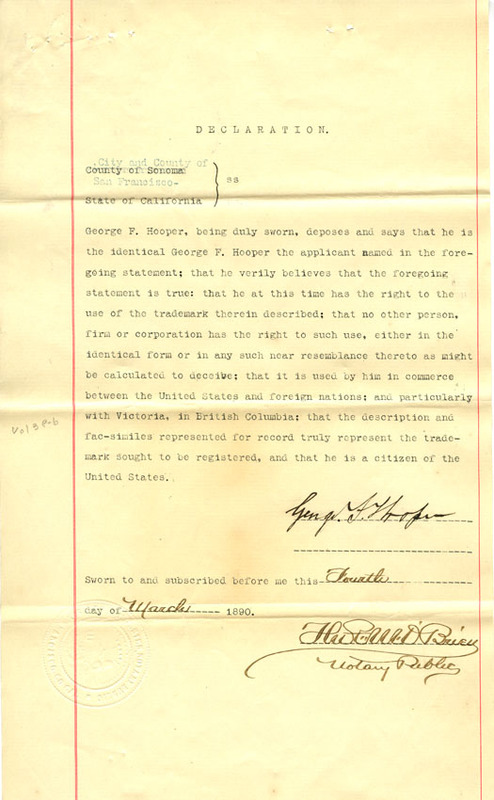 DECLARATION.
City and County of
County of Sonoma
San Francisco-
ss
State of California
George F. Hooper, being duly sworn, deposes and says that he is
the identical George F. Hooper the applicant named in the fore-
going statement; that he verily believes that the foregoing
statement is true: that he at this time has the right to the
use of the trademark therein described; that no other person,
firm or corporation has the right to such use, either in the
identical form or in any such near resemblance thereto as might
be calculated to deceive; that it is used by him in commerce
between the United States and foreign nations; and particularly
with Victoria, in British Columbia; that the description and
fac-similes represented for record truly represent the trade-
mark sought to be registered, and that he is a citizen of the
United States.
Vol 3 P-6
George F. Hooper
Sworn to and subscribed before me this Fourth
day of March 1890.
O'Brien
Notary Public